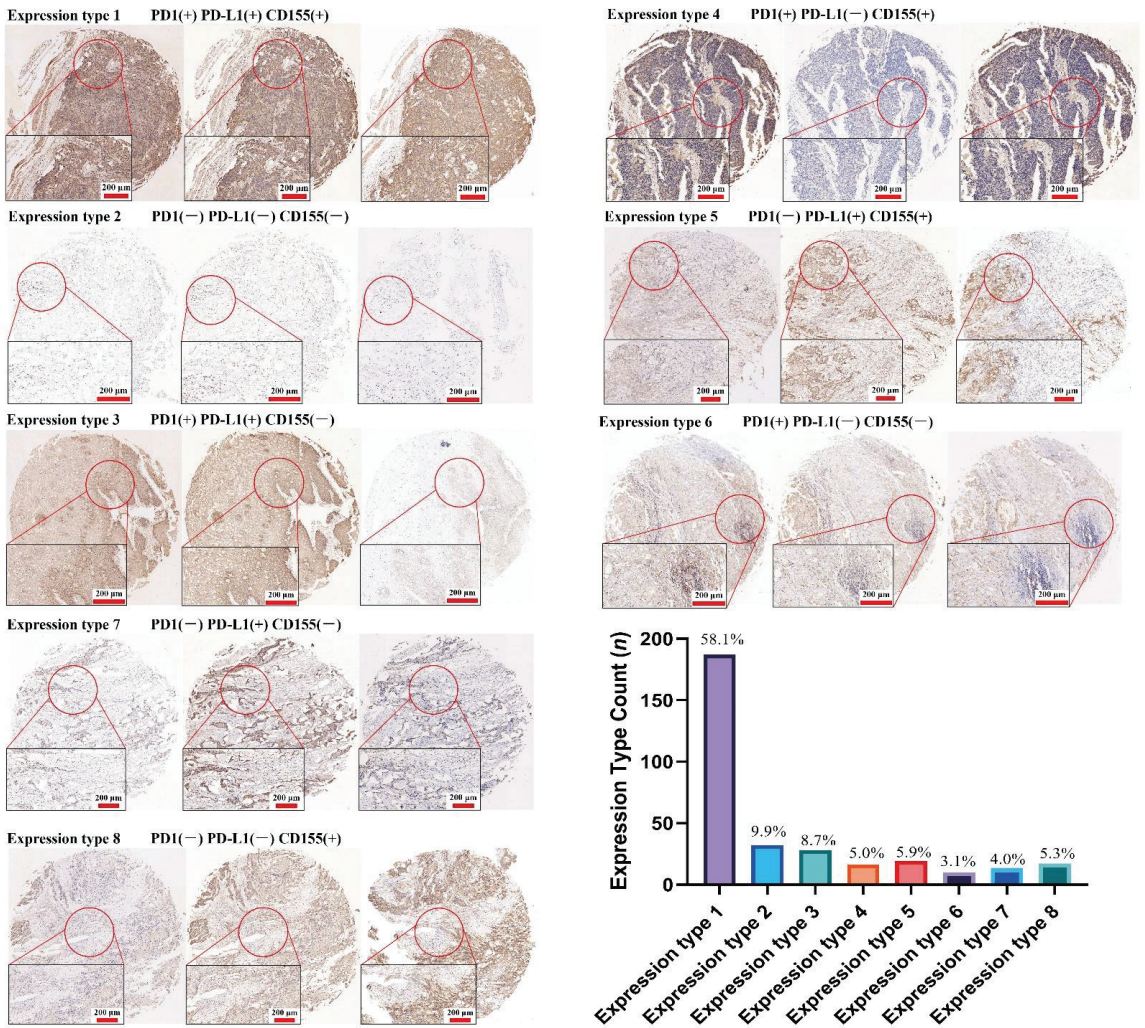 Expression type 1 PD1(+) PD-L1(+) CD155(+)
200 μm 200 μm 200 μm
Expression type 2 PD1(—) PD-L1(—) CD155(—)
200 μm 200 μm 200 μm
Expression type 3 PD1(+) PD-L1(+) CD155(—)
200 μm 200 μm 200 μm
Expression type 7 PD1(—) PD-L1(+) CD155(—)
200 μm 200 μm 200 μm
Expression type 8 PD1(—) PD-L1(—) CD155(+)
200 μm 200 μm 200 μm
Expression type 4 PD1(+) PD-L1(—) CD155(+)
200 μm 200 μm 200 μm
Expression type 5 PD1(—) PD-L1(+) CD155(+)
200 μm 200 μm 200 μm
Expression type 6 PD1(+) PD-L1(—) CD155(—)
200 μm 200 μm 200 μm
Expression Type Count (n)
200
150
100
50
0
58.1%
9.9%
8.7%
5.0%
5.9%
3.1%
4.0%
5.3%
Expression type 1
Expression type 2
Expression type 3
Expression type 4
Expression type 5
Expression type 6
Expression type 7
Expression type 8